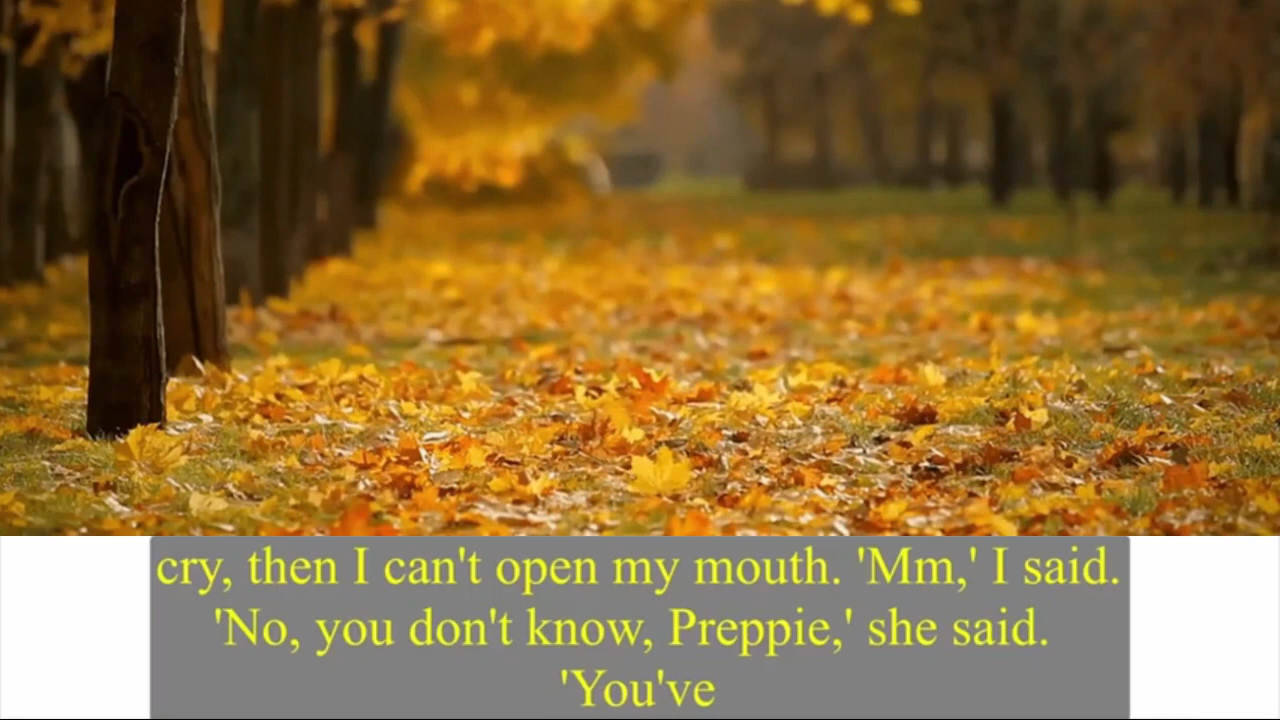 cry, then I can't open my mouth. 'Mm,' I said.
'No, you don't know, Preppie,' she said.
'You've